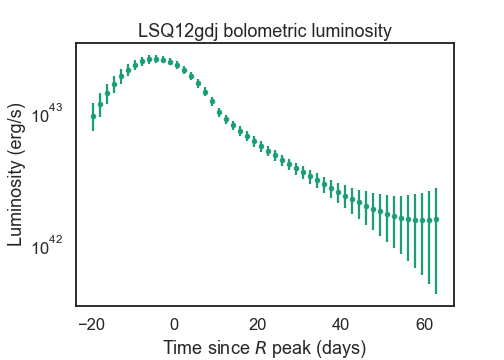 LSQ12gdj bolometric luminosity
Luminosity (erg/s)
10^43
10^42
−20 0 20 40 60
Time since R peak (days)